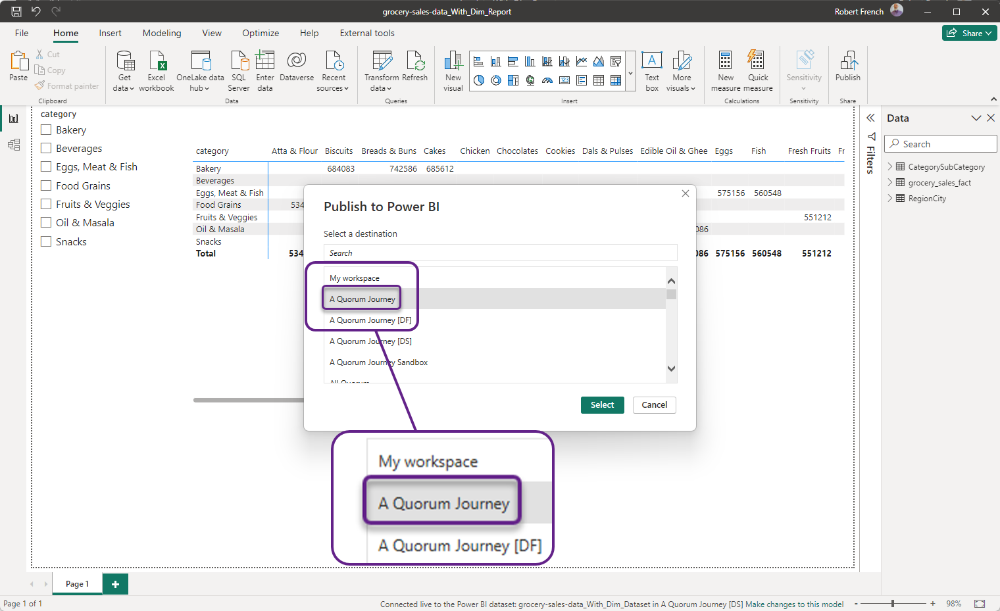 grocery-sales-data_With_Dim_Report
Robert French
File Home Insert Modeling View Optimize Help External tools
Share
Paste
Cut
Copy
Format painter
Clipboard
Get data
Excel workbook
OneLake data hub
SQL Server
Enter data
Dataverse
Recent sources
Data
Transform data
Refresh
Queries
New visual
Text box
More visuals
Insert
New measure
Quick measure
Calculations
Sensitivity
Sensitivity
Publish
Share
category
Bakery
Beverages
Eggs, Meat & Fish
Food Grains
Fruits & Veggies
Oil & Masala
Snacks
category Atta & Flour Biscuits Breads & Buns Cakes Chicken Chocolates Cookies Dals & Pulses Edible Oil & Ghee Eggs Fish Fresh Fruits Fr
Bakery 684083 742586 685612
Beverages
Eggs, Meat & Fish 575156 560548
Food Grains 534
Fruits & Veggies 551212
Oil & Masala 086
Snacks
Total 534 086 575156 560548 551212
Publish to Power BI
Select a destination
Search
My workspace
A Quorum Journey
A Quorum Journey [DF]
A Quorum Journey [DS]
A Quorum Journey Sandbox
All Quorum
Select Cancel
My workspace
A Quorum Journey
A Quorum Journey [DF]
Filters
Data
Search
CategorySubCategory
grocery_sales_fact
RegionCity
Page 1
Page 1 of 1
Connected live to the Power BI dataset: grocery-sales-data_With_Dim_Dataset in A Quorum Journey [DS] Make changes to this model
- + 98%